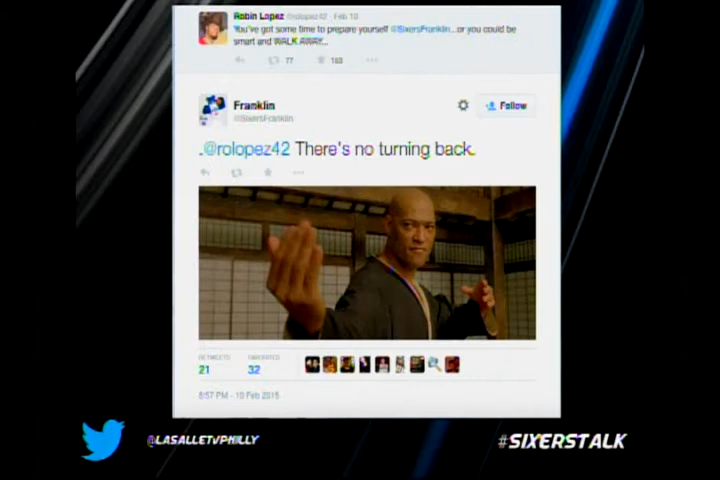 Robin Lopez @rolopez42 · Feb 10
You've got some time to prepare yourself @SixersFranklin...or you could be
smart and WALK AWAY...
77 163
Franklin
@SixersFranklin
Follow
.@rolopez42 There's no turning back.
RETWEETS FAVORITES
21 32
8:57 PM - 10 Feb 2015
@LASALLETVPHILLY #SIXERSTALK